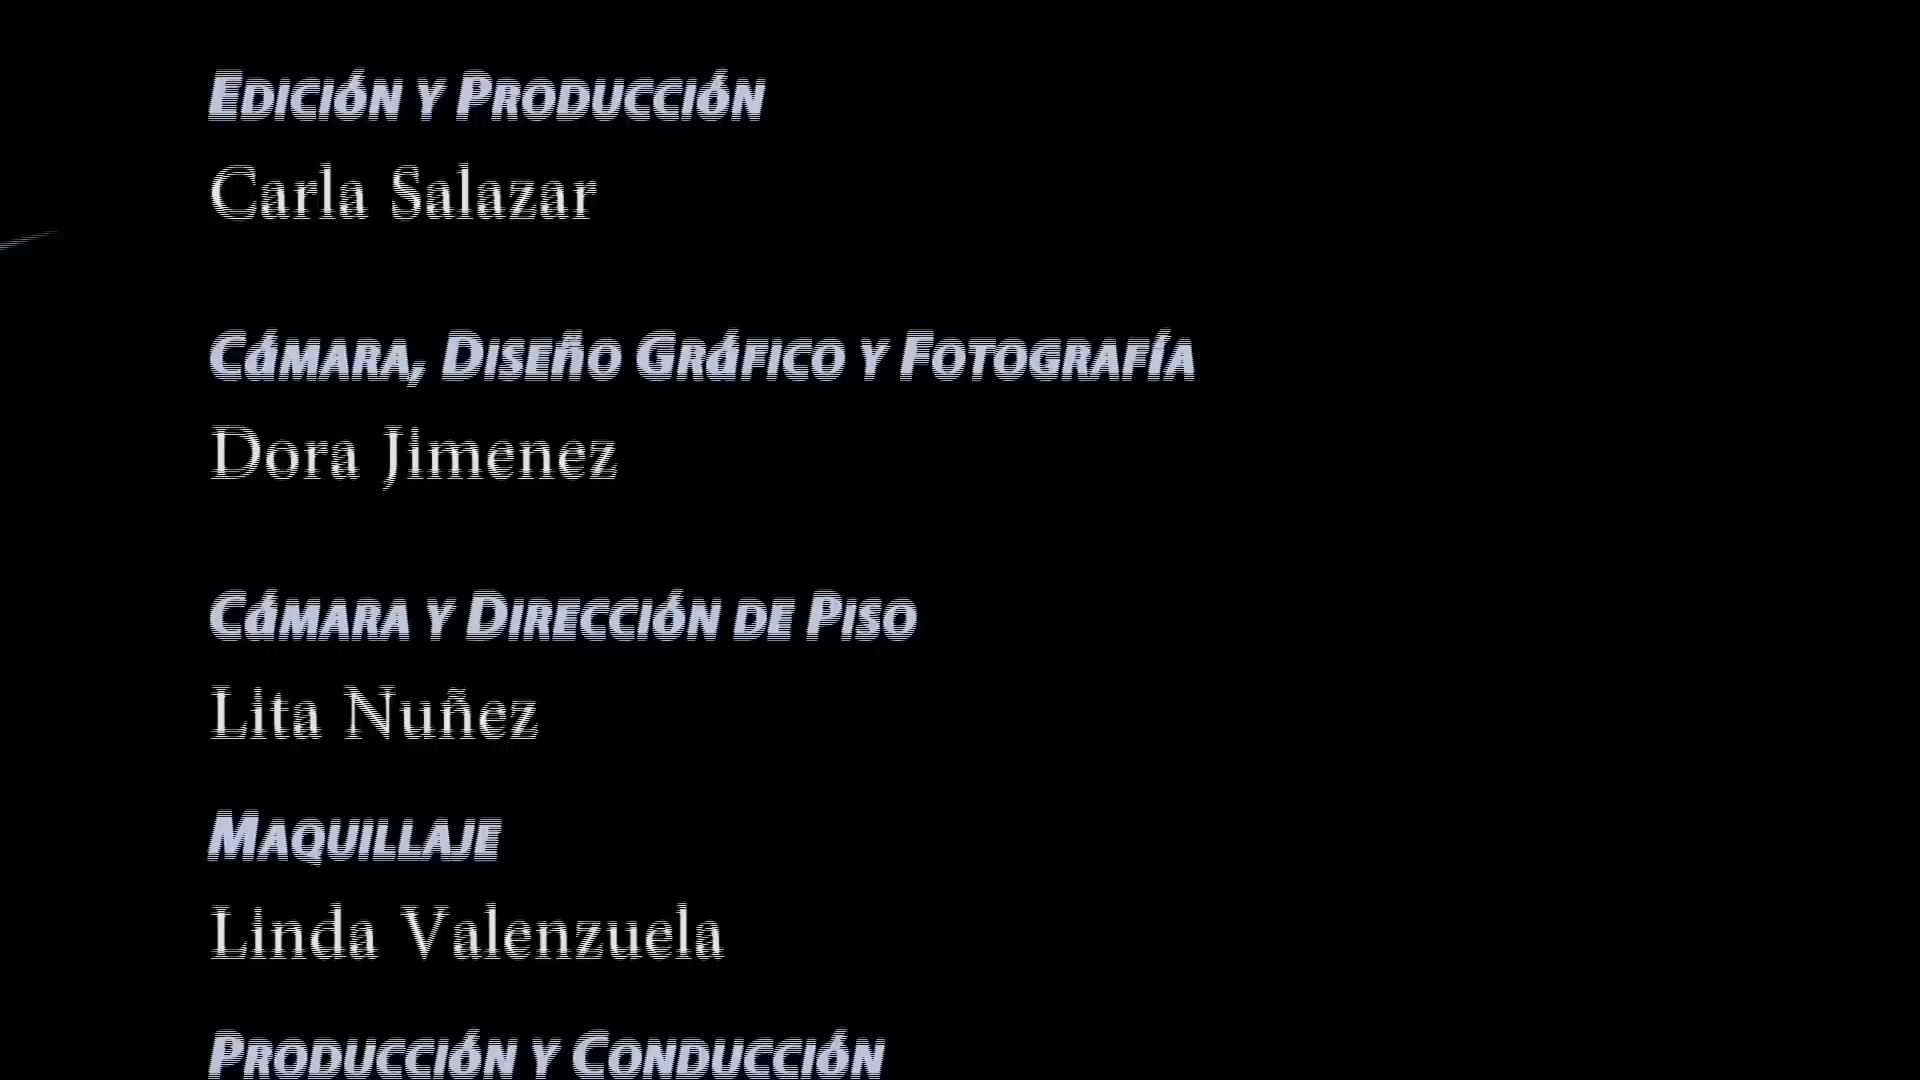 Edición y Producción
Carla Salazar
Cámara, Diseño Gráfico y Fotografía
Dora Jimenez
Cámara y Dirección de Piso
Lita Nuñez
Maquillaje
Linda Valenzuela
Producción y Conducción